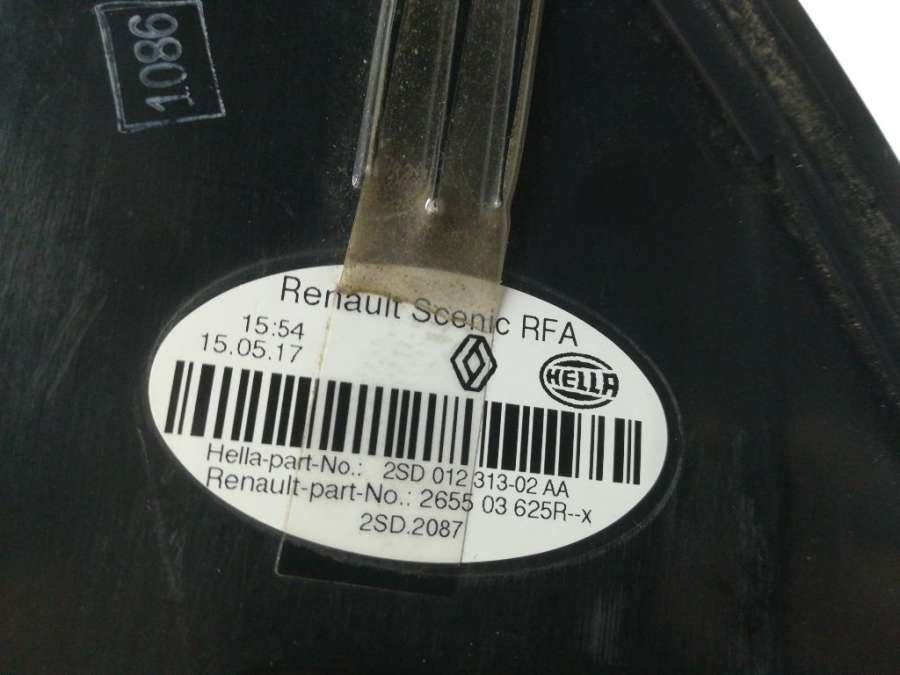 1086
Renault Scenic RFA
15:54
15.05.17
HELLA
Hella-part-No.: 2SD 012 313-02 AA
Renault-part-No.: 2655 03 625R--x
2SD.2087